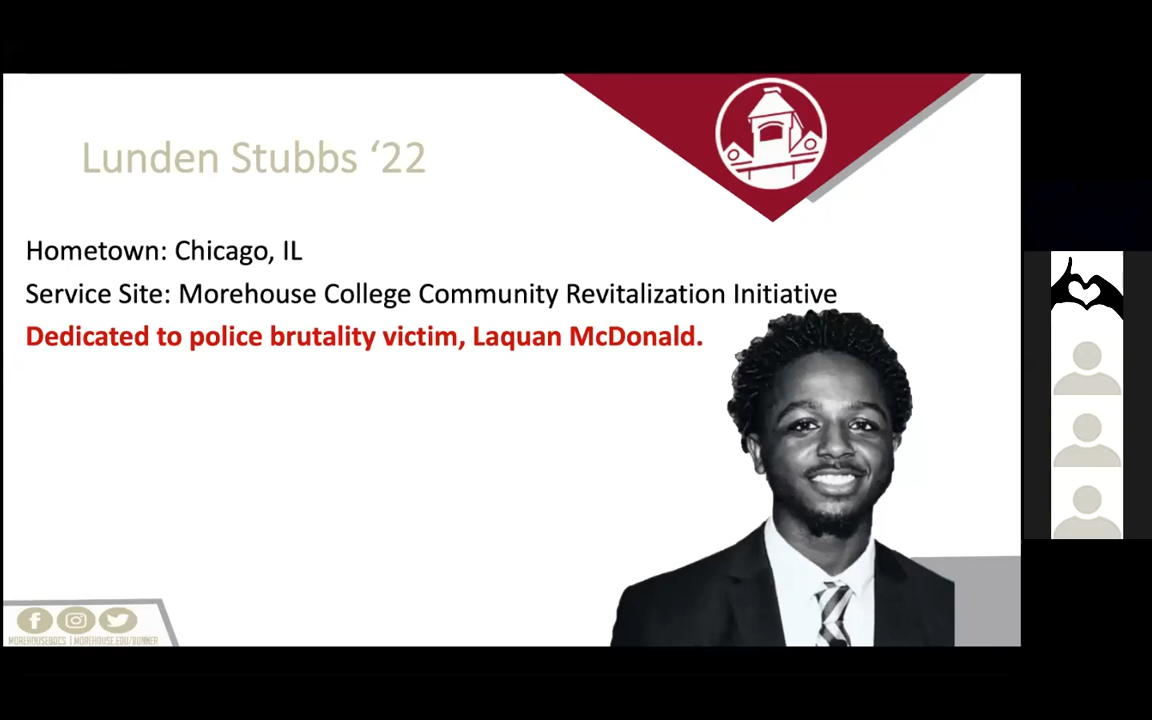 Lunden Stubbs ‘22
Hometown: Chicago, IL
Service Site: Morehouse College Community Revitalization Initiative
Dedicated to police brutality victim, Laquan McDonald.
MOREHOUSEBOCS | MOREHOUSE.EDU/BONNER